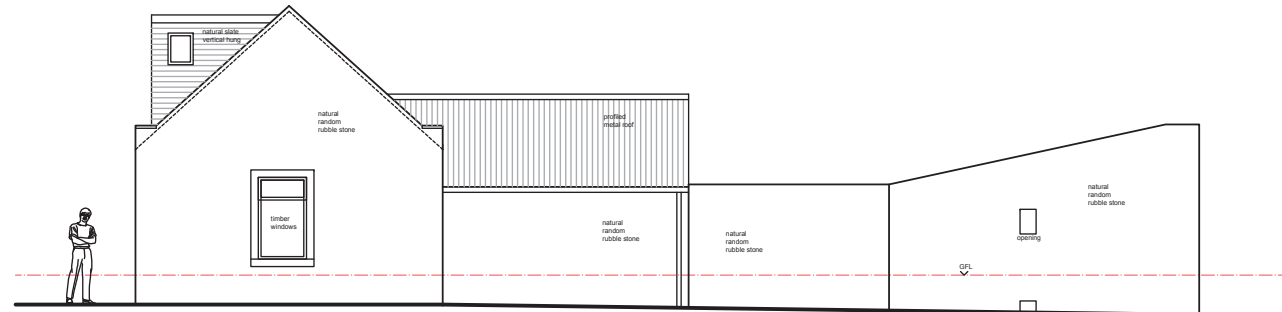 natural slate
vertical hung
natural
random
rubble stone
profiled
metal roof
timber
windows
natural
random
rubble stone
natural
random
rubble stone
natural
random
rubble stone
opening
GFL